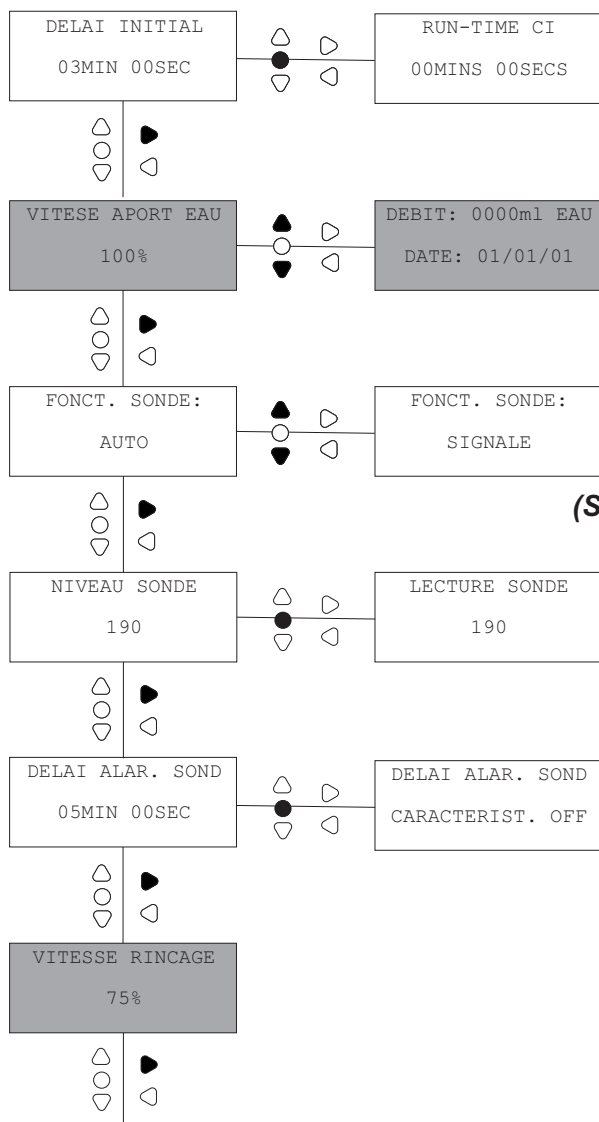 DELAI INITIAL
03MIN 00SEC
RUN-TIME CI
00MINS 00SECS
VITESE APORT EAU
100%
DEBIT: 0000ml EAU
DATE: 01/01/01
FONCT. SONDE:
AUTO
FONCT. SONDE:
SIGNALE
(S
NIVEAU SONDE
190
LECTURE SONDE
190
DELAI ALAR. SOND
05MIN 00SEC
DELAI ALAR. SOND
CARACTERIST. OFF
VITESSE RINCAGE
75%